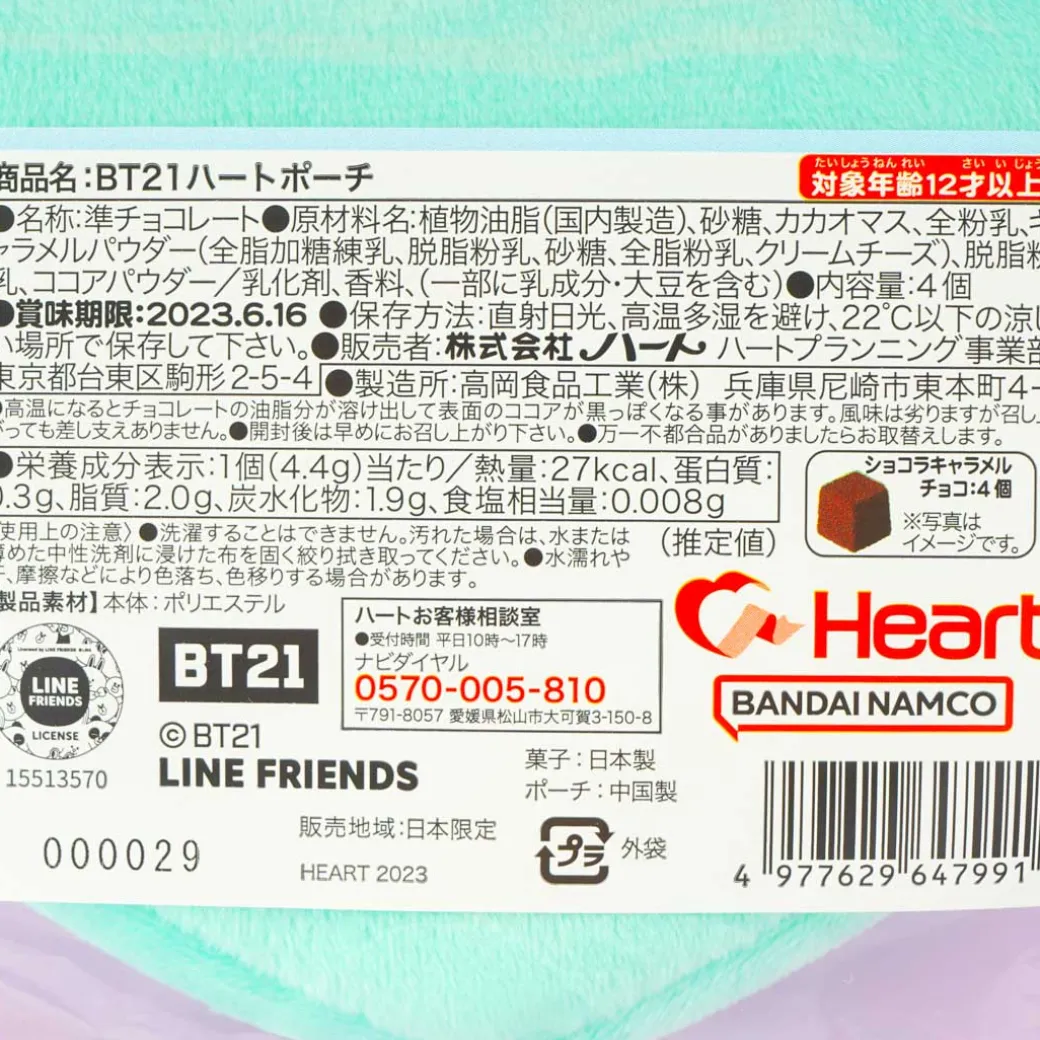 商品名:BT21ハートポーチ
たいしょうねんれい さいいじょう
対象年齢12才以上
●名称:準チョコレート●原材料名:植物油脂(国内製造)、砂糖、カカオマス、全粉乳、キ
ャラメルパウダー(全脂加糖練乳、脱脂粉乳、砂糖、全脂粉乳、クリームチーズ)、脱脂粉
乳、ココアパウダー/乳化剤、香料、(一部に乳成分・大豆を含む)●内容量:4個
●賞味期限:2023.6.16 ●保存方法:直射日光、高温多湿を避け、22℃以下の涼し
い場所で保存して下さい。●販売者:株式会社ハート ハートプランニング事業部
東京都台東区駒形2-5-4 ●製造所:高岡食品工業(株) 兵庫県尼崎市東本町4-
●高温になるとチョコレートの油脂分が溶け出して表面のココアが黒っぽくなる事があります。風味は劣りますが召し上
がっても差し支えありません。●開封後は早めにお召し上がり下さい。●万一不都合品がありましたらお取替えします。
●栄養成分表示:1個(4.4g)当たり/熱量:27kcal、蛋白質:
0.3g、脂質:2.0g、炭水化物:1.9g、食塩相当量:0.008g
(推定値)
ショコラキャラメル
チョコ:4個
※写真は
イメージです。
使用上の注意〉●洗濯することはできません。汚れた場合は、水または
薄めた中性洗剤に浸けた布を固く絞り拭き取ってください。●水濡れや
汗、摩擦などにより色落ち、色移りする場合があります。
製品素材】本体:ポリエステル
Licensed by LINE FRIENDS
LINE
FRIENDS
LICENSE
15513570
BT21
© BT21
LINE FRIENDS
ハートお客様相談室
●受付時間 平日10時〜17時
ナビダイヤル
0570-005-810
〒791-8057 愛媛県松山市大可賀3-150-8
Heart
BANDAI NAMCO
菓子:日本製
ポーチ:中国製
販売地域:日本限定
HEART 2023
000029
プラ 外袋
4 977629 647991